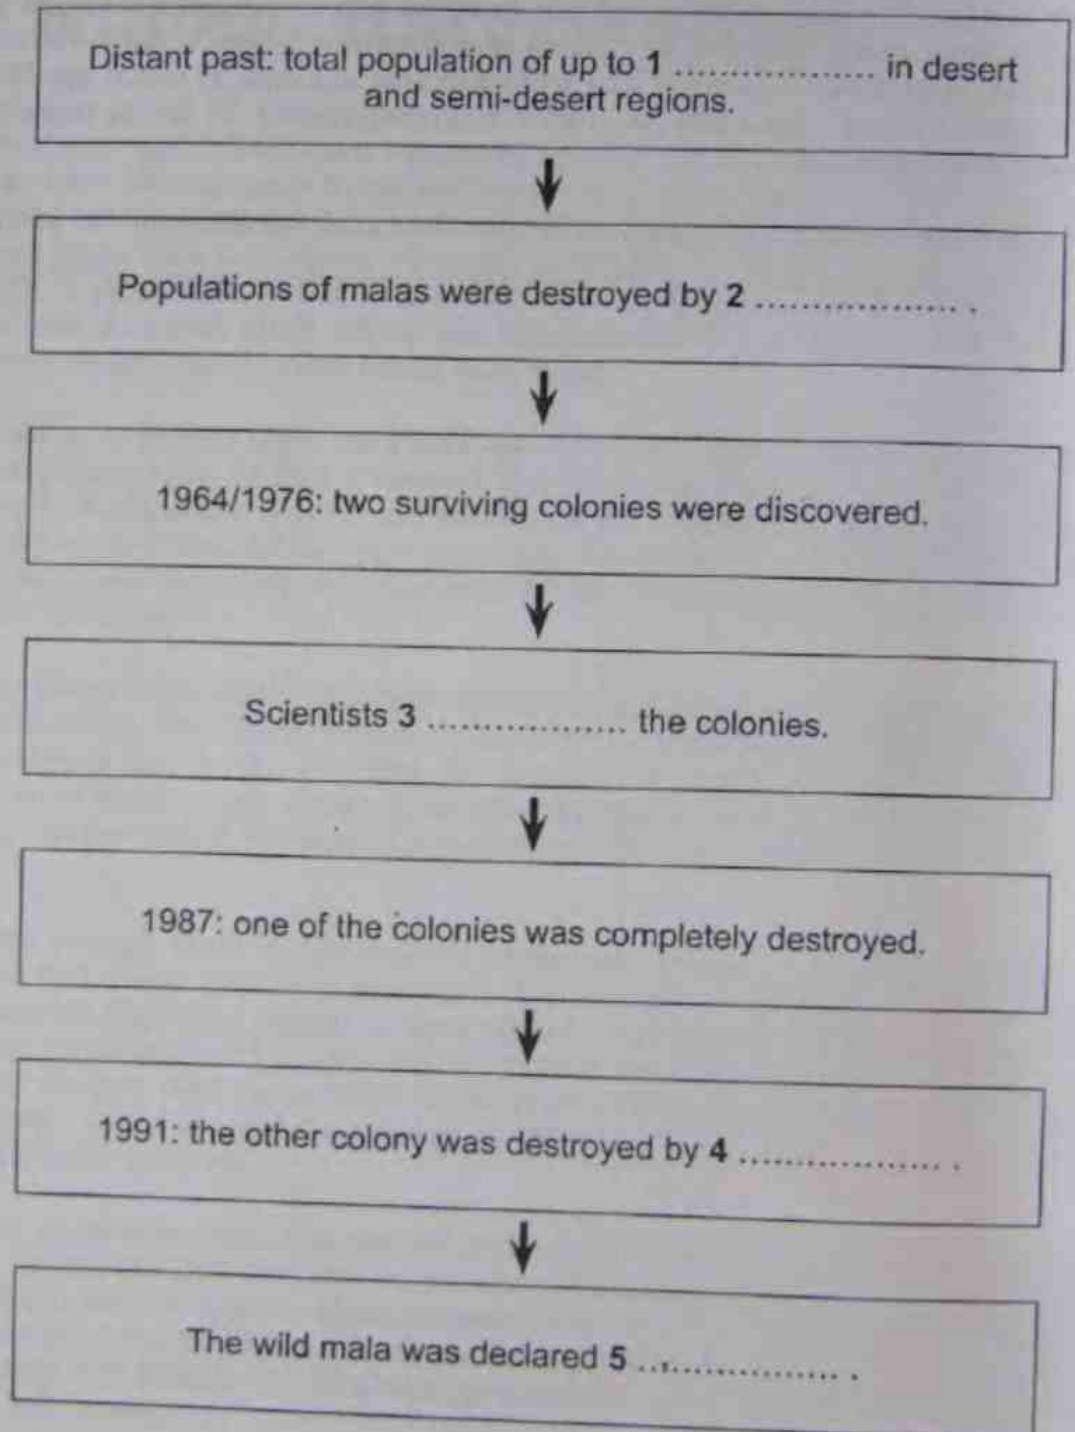 Distant past: total population of up to 1 .................... in desert
and semi-desert regions.
Populations of malas were destroyed by 2 .................. .
1964/1976: two surviving colonies were discovered.
Scientists 3 .................... the colonies.
1987: one of the colonies was completely destroyed.
1991: the other colony was destroyed by 4 .................. .
The wild mala was declared 5 .................. .